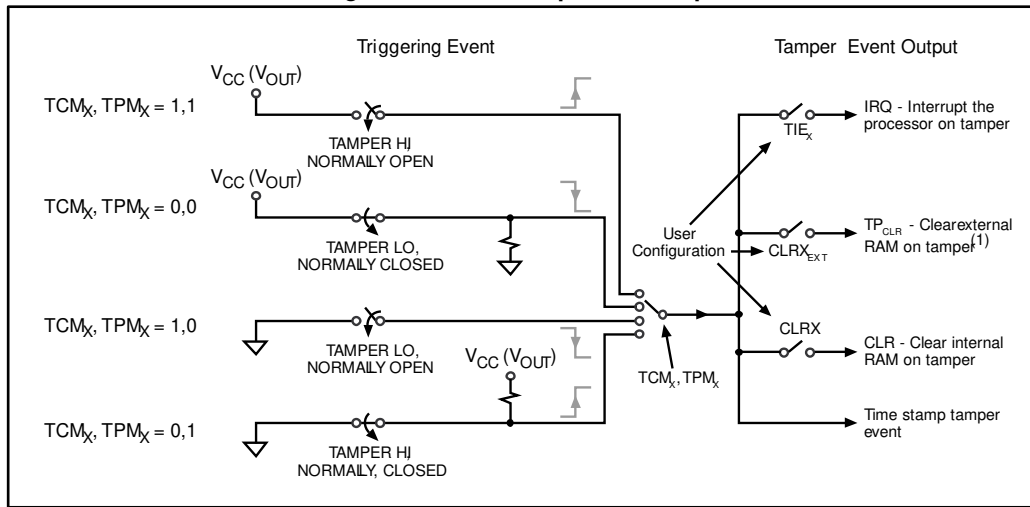 Triggering Event
Tamper Event Output
VCC (VOUT)
TCMX, TPMX = 1,1
TAMPER HI,
NORMALLY OPEN
IRQ - Interrupt the
processor on tamper
TIEX
VCC (VOUT)
TCMX, TPMX = 0,0
TAMPER LO,
NORMALLY CLOSED
User
Configuration
TPCLR - Clearexternal
RAM on tamper(1)
CLRXEXT
TCMX, TPMX = 1,0
TAMPER LO,
NORMALLY OPEN
VCC (VOUT)
TCMX, TPMX
CLRX
CLR - Clear internal
RAM on tamper
TCMX, TPMX = 0,1
TAMPER HI,
NORMALLY, CLOSED
Time stamp tamper
event